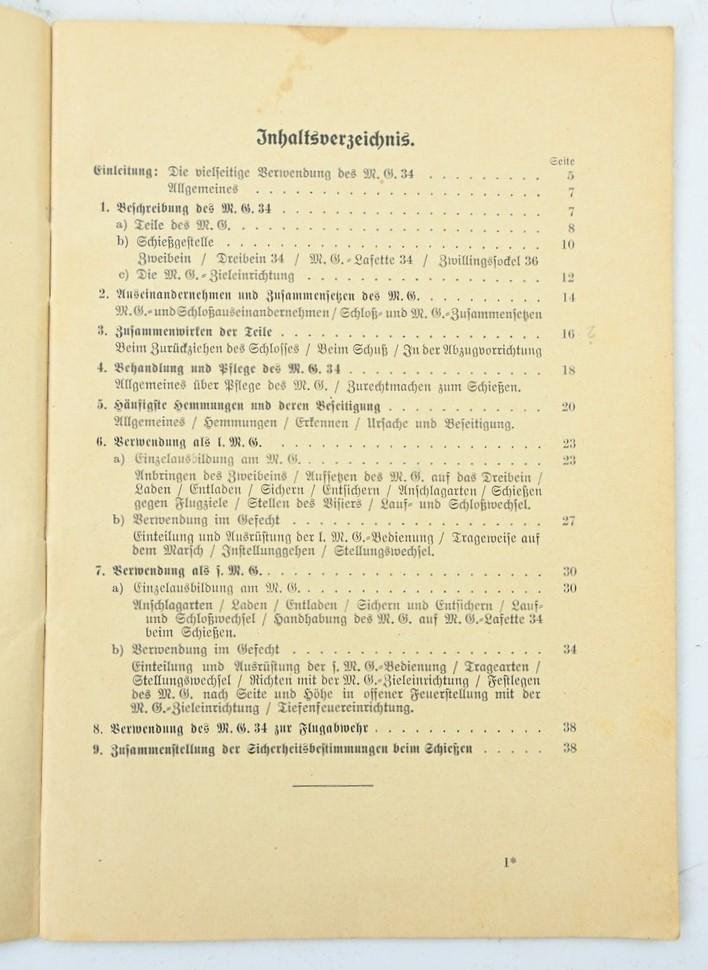 Inhaltsverzeichnis.
Seite
Einleitung: Die vielseitige Verwendung des M. G. 34 . . . . . . . . . 5
Allgemeines . . . . . . . . . . . . . . . . . . . . . . 7
1. Beschreibung des M. G. 34 . . . . . . . . . . . . . . . . . . . . 7
a) Teile des M. G. . . . . . . . . . . . . . . . . . . . . . . . 8
b) Schießgestelle . . . . . . . . . . . . . . . . . . . . . . . . 10
Zweibein / Dreibein 34 / M. G.-Lafette 34 / Zwillingssockel 36
c) Die M. G.-Zieleinrichtung . . . . . . . . . . . . . . . . . . 12
2. Auseinandernehmen und Zusammensetzen des M. G. . . . . . . . . . 14
M. G.- und Schloßauseinandernehmen / Schloß- und M. G.-Zusammensetzen
3. Zusammenwirken der Teile . . . . . . . . . . . . . . . . . . . . 16 ?
Beim Zurückziehen des Schlosses / Beim Schuß / In der Abzugvorrichtung
4. Behandlung und Pflege des M. G. 34 . . . . . . . . . . . . . . . 18
Allgemeines über Pflege des M. G. / Zurechtmachen zum Schießen.
5. Häufigste Hemmungen und deren Beseitigung . . . . . . . . . . . . 20
Allgemeines / Hemmungen / Erkennen / Ursache und Beseitigung.
6. Verwendung als l. M. G. . . . . . . . . . . . . . . . . . . . . . 23
a) Einzelausbildung am M. G. . . . . . . . . . . . . . . . . . . 23
Anbringen des Zweibeins / Aufsetzen des M. G. auf das Dreibein /
Laden / Entladen / Sichern / Entsichern / Anschlagarten / Schießen
gegen Flugziele / Stellen des Visiers / Lauf- und Schloßwechsel.
b) Verwendung im Gefecht . . . . . . . . . . . . . . . . . . . . 27
Einteilung und Ausrüstung der l. M. G.-Bedienung / Trageweise auf
dem Marsch / Instellunggehen / Stellungswechsel.
7. Verwendung als s. M. G. . . . . . . . . . . . . . . . . . . . . . 30
a) Einzelausbildung am M. G. . . . . . . . . . . . . . . . . . . 30
Anschlagarten / Laden / Entladen / Sichern und Entsichern / Lauf-
und Schloßwechsel / Handhabung des M. G. auf M. G.-Lafette 34
beim Schießen.
b) Verwendung im Gefecht . . . . . . . . . . . . . . . . . . . . 34
Einteilung und Ausrüstung der s. M. G.-Bedienung / Tragearten /
Stellungswechsel / Richten mit der M. G.-Zieleinrichtung / Festlegen
des M. G. nach Seite und Höhe in offener Feuerstellung mit der
M. G.-Zieleinrichtung / Tiefenfeuereinrichtung.
8. Verwendung des M. G. 34 zur Flugabwehr . . . . . . . . . . . . . 38
9. Zusammenstellung der Sicherheitsbestimmungen beim Schießen . . . . . 38
1*